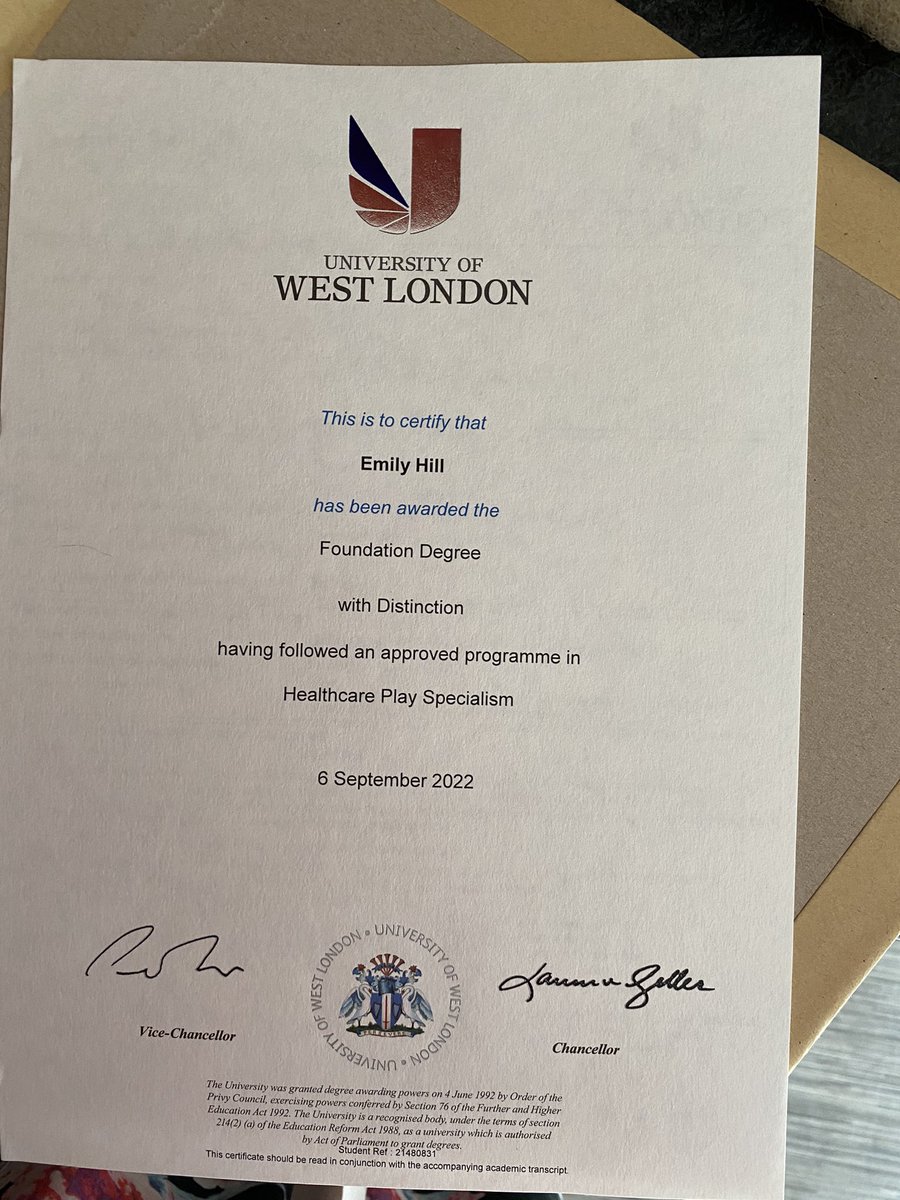 UNIVERSITY OF
WEST LONDON
This is to certify that
Emily Hill
has been awarded the
Foundation Degree
with Distinction
having followed an approved programme in
Healthcare Play Specialism
6 September 2022
UNIVERSITY OF WEST LONDON • UNIVERSITY OF WEST LONDON •
Vice-Chancellor
Chancellor
The University was granted degree awarding powers on 4 June 1992 by Order of the
Privy Council, exercising powers conferred by Section 76 of the Further and Higher
Education Act 1992. The University is a recognised body, under the terms of section
214(2) (a) of the Education Reform Act 1988, as a university which is authorised
by Act of Parliament to grant degrees.
Student Ref : 21480831
This certificate should be read in conjunction with the accompanying academic transcript.